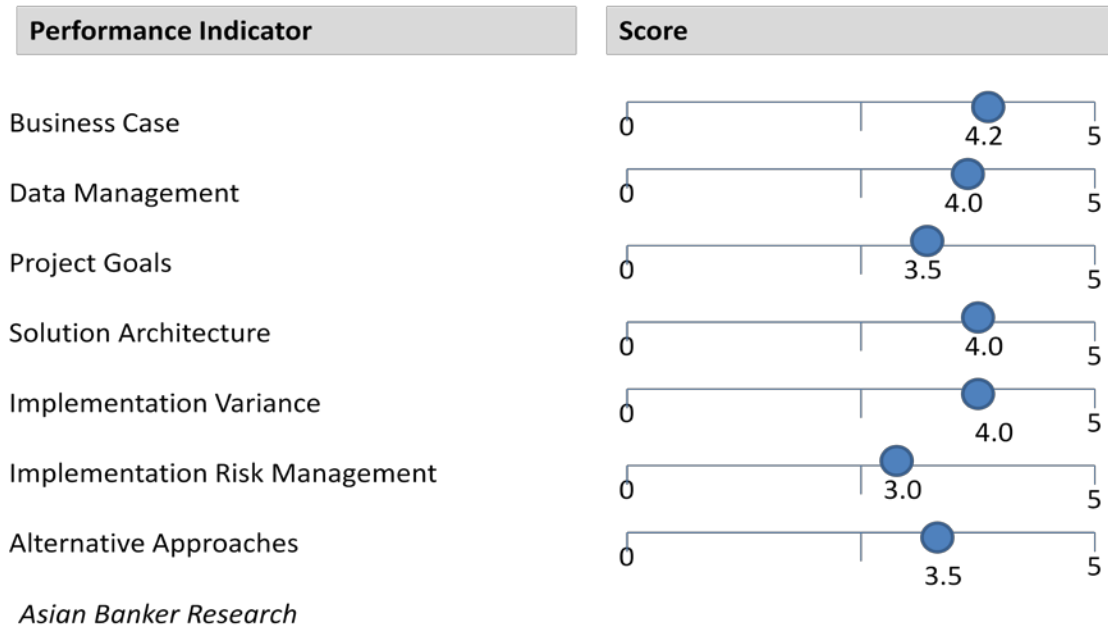 Performance Indicator Score
Business Case 0 4.2 5
Data Management 0 4.0 5
Project Goals 0 3.5 5
Solution Architecture 0 4.0 5
Implementation Variance 0 4.0 5
Implementation Risk Management 0 3.0 5
Alternative Approaches 0 3.5 5
Asian Banker Research